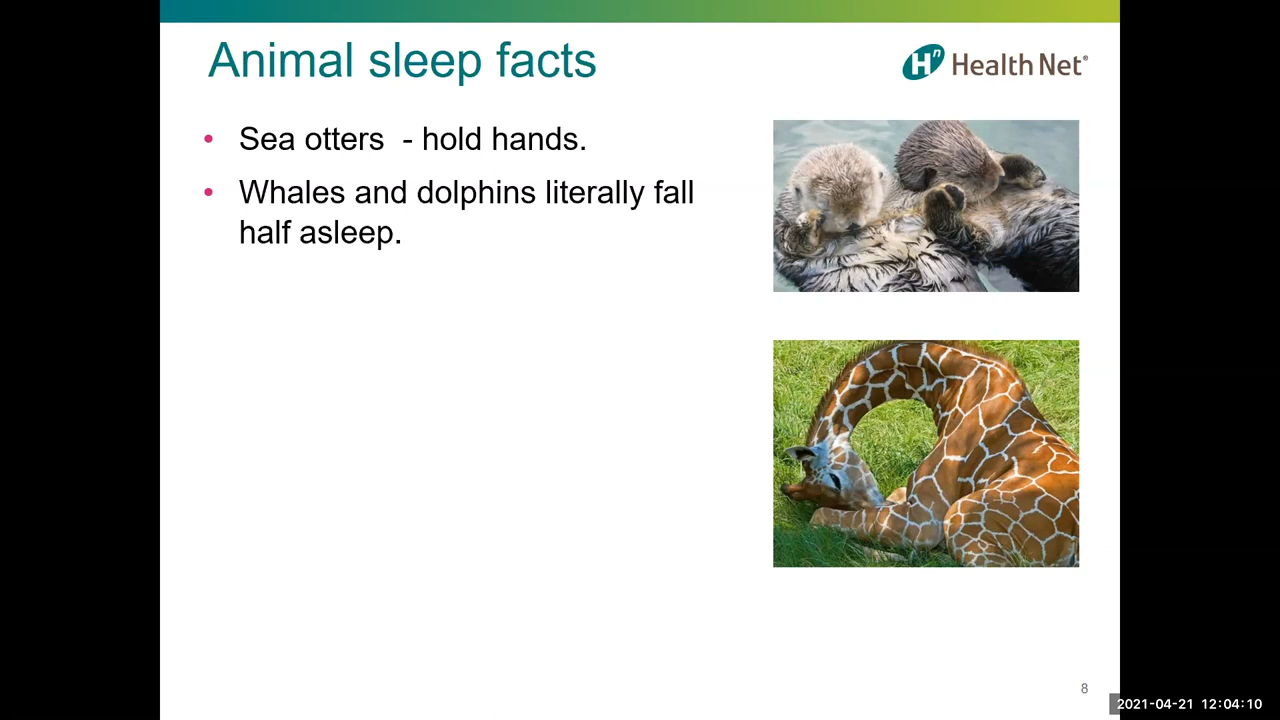 Animal sleep facts
Hn Health Net®
• Sea otters - hold hands.
• Whales and dolphins literally fall
half asleep.
8
2021-04-21 12:04:10